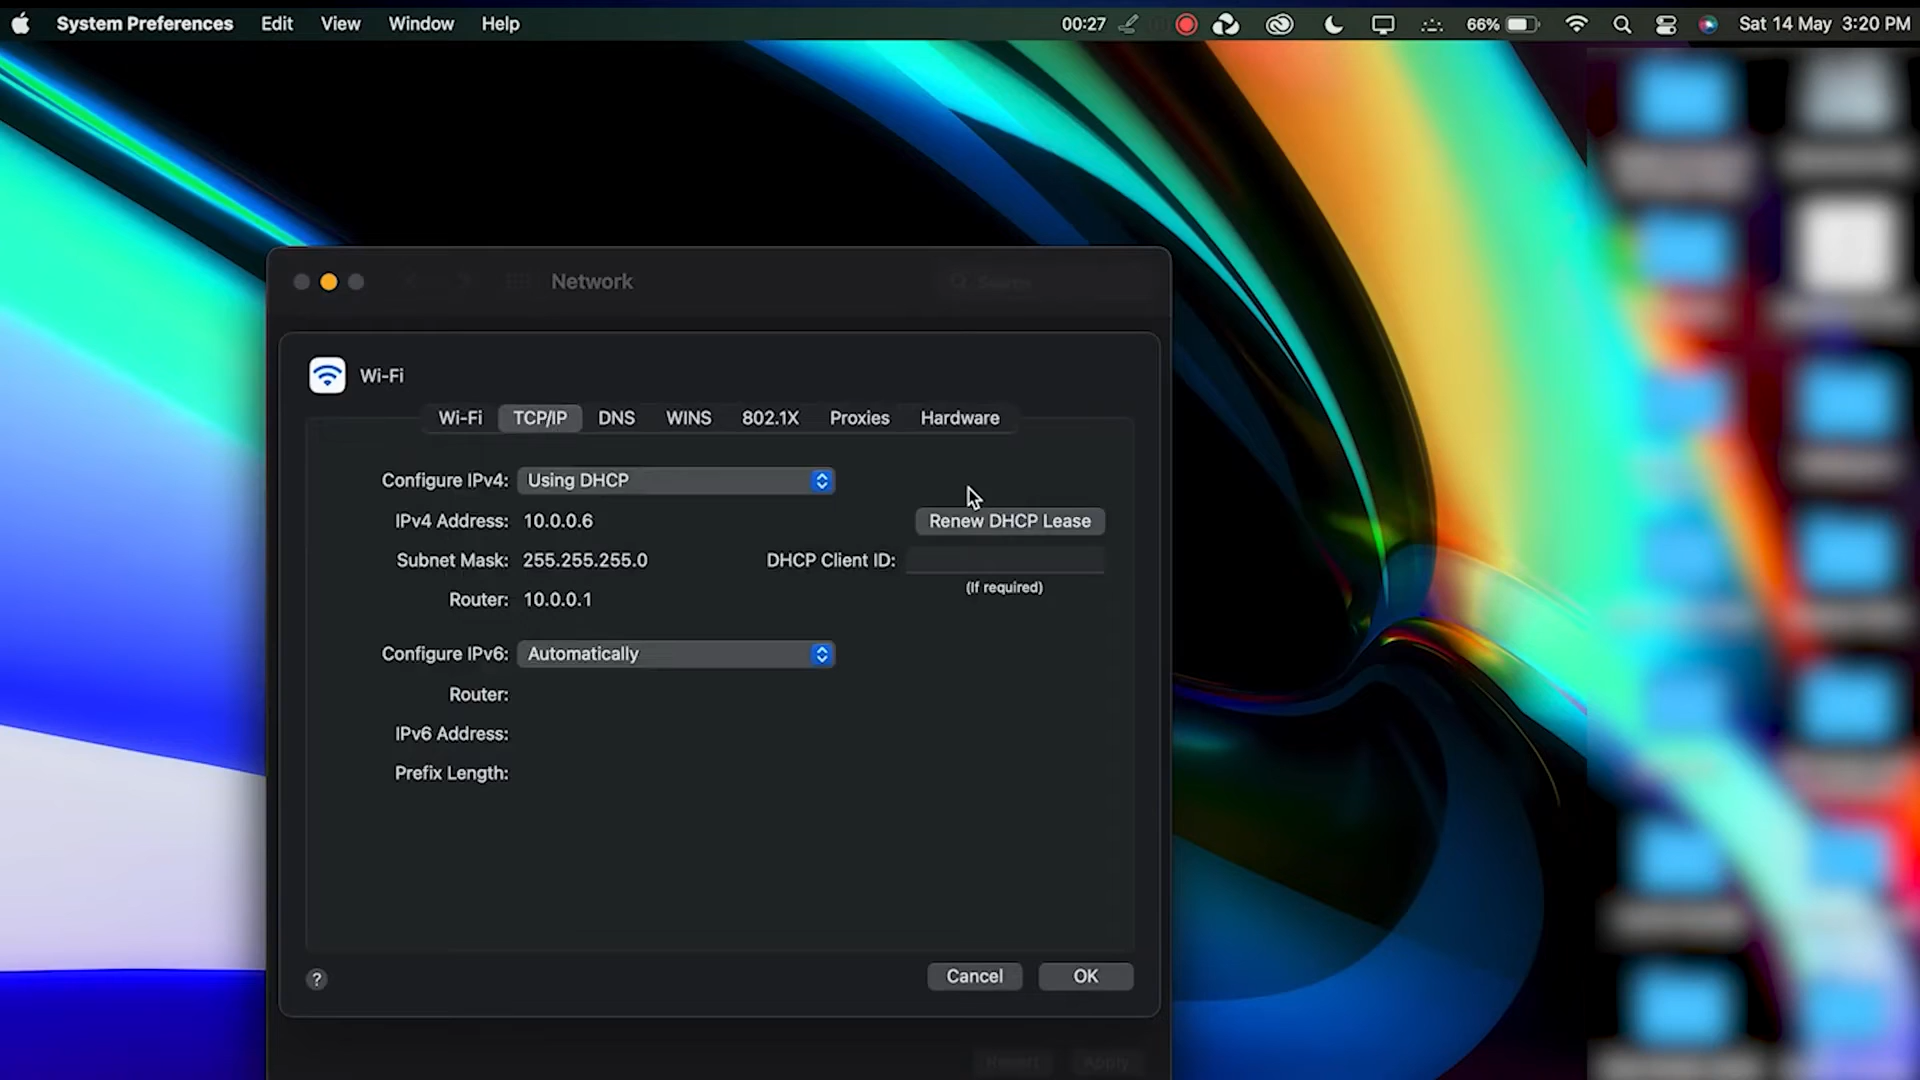 System Preferences Edit View Window Help 00:27 66% Sat 14 May 3:20 PM
Network
Wi-Fi
Wi-Fi TCP/IP DNS WINS 802.1X Proxies Hardware
Configure IPv4: Using DHCP
IPv4 Address: 10.0.0.6 Renew DHCP Lease
Subnet Mask: 255.255.255.0 DHCP Client ID:
(If required)
Router: 10.0.0.1
Configure IPv6: Automatically
Router:
IPv6 Address:
Prefix Length:
? Cancel OK
Revert Apply